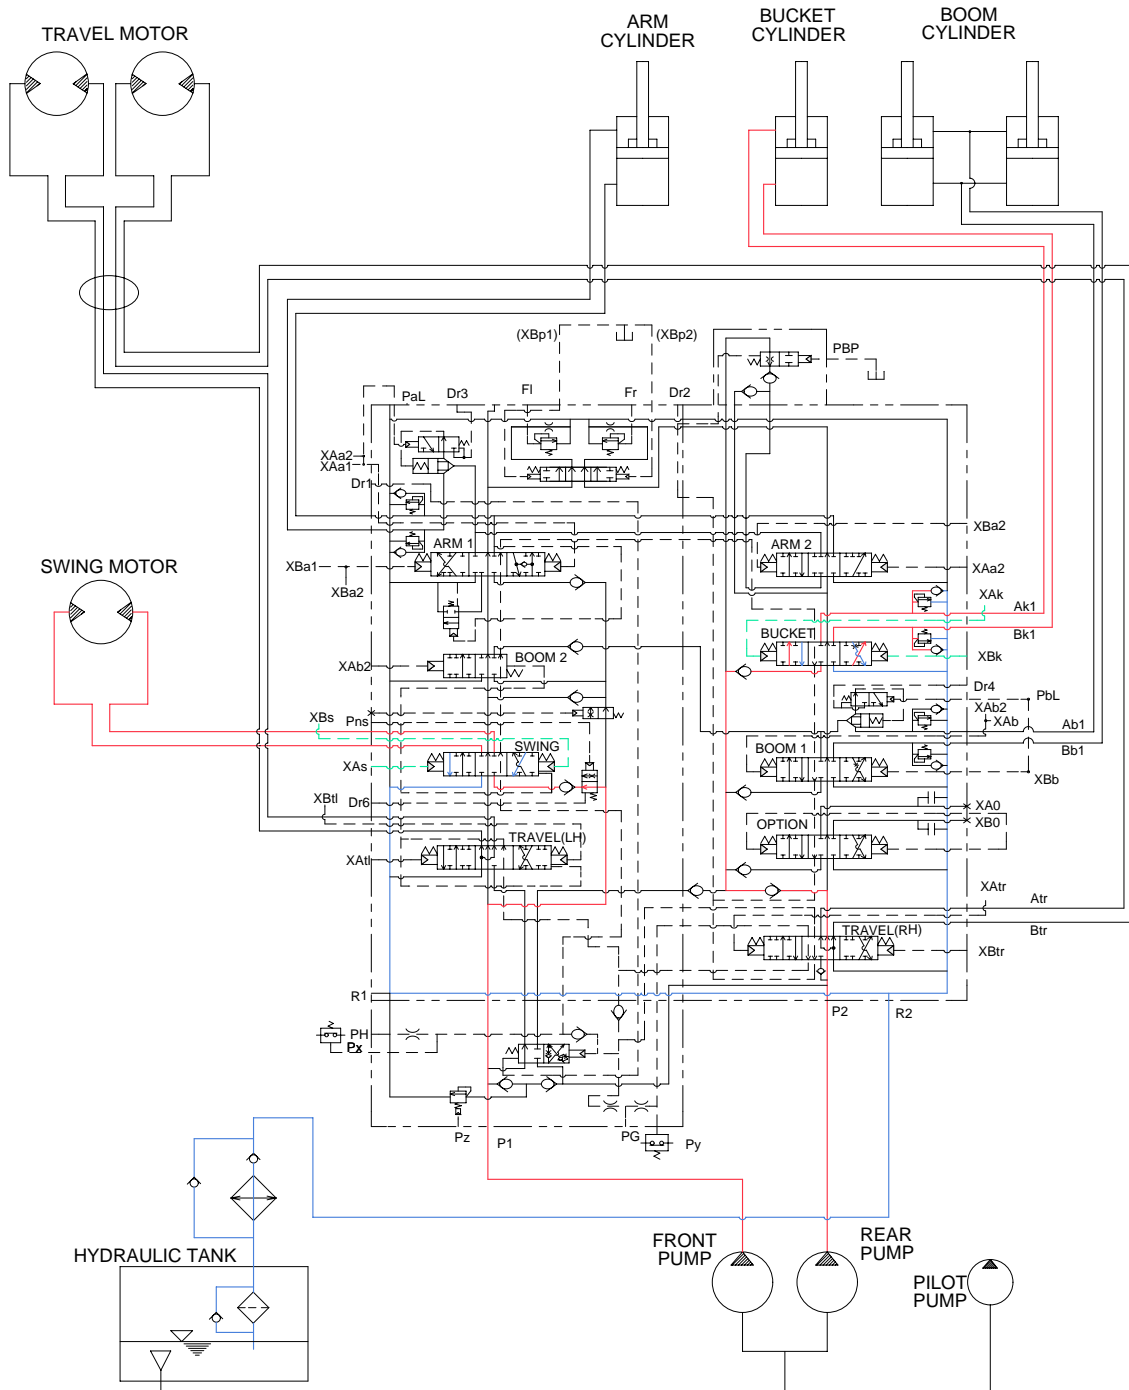 TRAVEL MOTOR
ARM
CYLINDER
BUCKET
CYLINDER
BOOM
CYLINDER
(XBp1)
(XBp2)
PBP
PaL
Dr3
Fl
Fr
Dr2
XAa2
XAa1
Dr1
XBa2
ARM 1
ARM 2
SWING MOTOR
XBa1
XBa2
XAa2
XAk
Ak1
BUCKET
Bk1
XAb2
BOOM 2
XBk
Dr4
PbL
XAb2
XAb
XBs
Pns
Ab1
SWING
Bb1
XAs
BOOM 1
XBb
XBtl
Dr6
XA0
XB0
TRAVEL(LH)
OPTION
XAtl
XAtr
Atr
TRAVEL(RH)
Btr
XBtr
R1
P2
R2
PH
Px
Pz
P1
PG
Py
HYDRAULIC TANK
FRONT
PUMP
REAR
PUMP
PILOT
PUMP